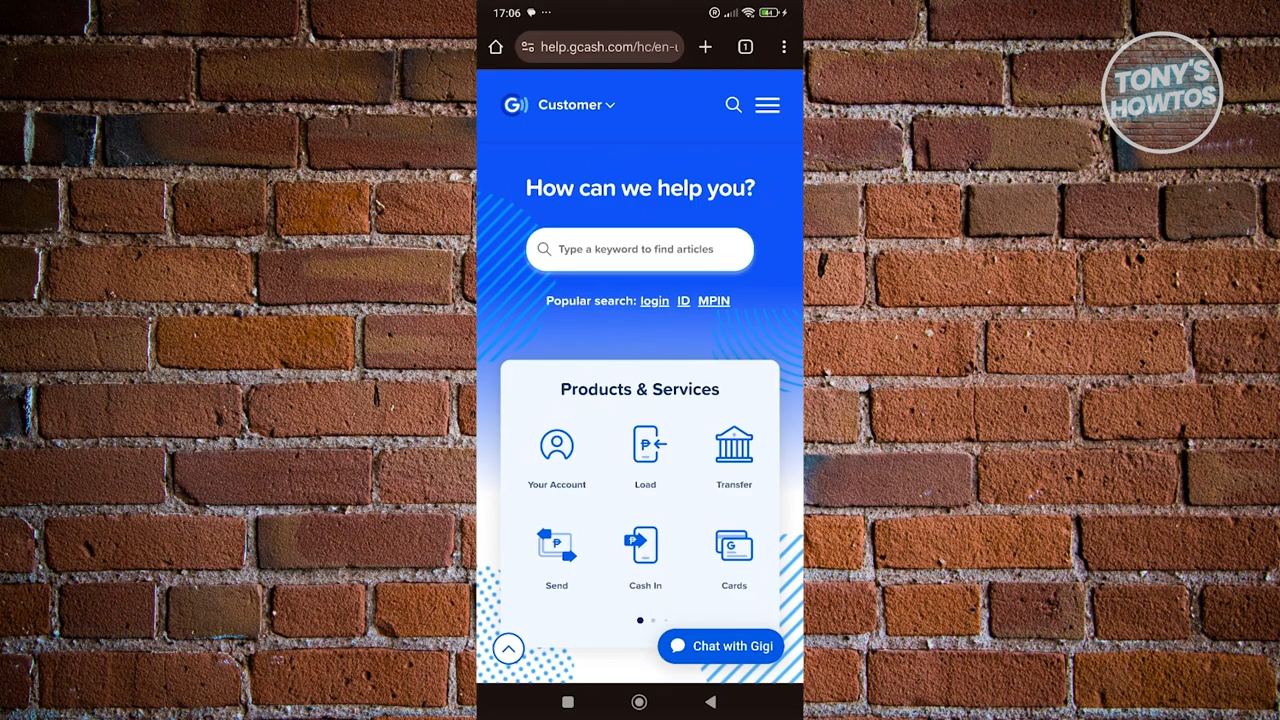 17:06
help.gcash.com/hc/en-u
1
TONY'S
HOWTOS
G
Customer
How can we help you?
Type a keyword to find articles
Popular search: login ID MPIN
Products & Services
Your Account
Load
Transfer
Send
Cash In
Cards
Chat with Gigi